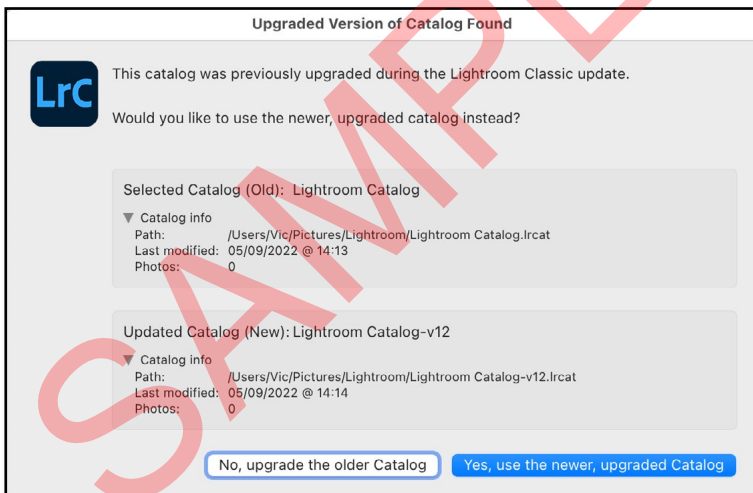 Upgraded Version of Catalog Found
LrC
This catalog was previously upgraded during the Lightroom Classic update.
Would you like to use the newer, upgraded catalog instead?
Selected Catalog (Old): Lightroom Catalog
Catalog info
Path: /Users/Vic/Pictures/Lightroom/Lightroom Catalog.lrcat
Last modified: 05/09/2022 @ 14:13
Photos: 0
Updated Catalog (New): Lightroom Catalog-v12
Catalog info
Path: /Users/Vic/Pictures/Lightroom/Lightroom Catalog-v12.lrcat
Last modified: 05/09/2022 @ 14:14
Photos: 0
No, upgrade the older Catalog Yes, use the newer, upgraded Catalog
SAMPLE